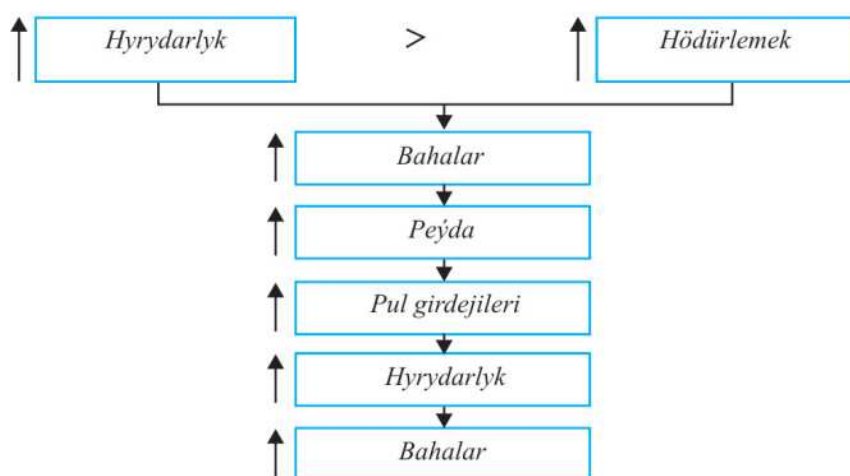 Hyrydarlyk > Hödürlemek
Bahalar
Peýda
Pul girdejileri
Hyrydarlyk
Bahalar